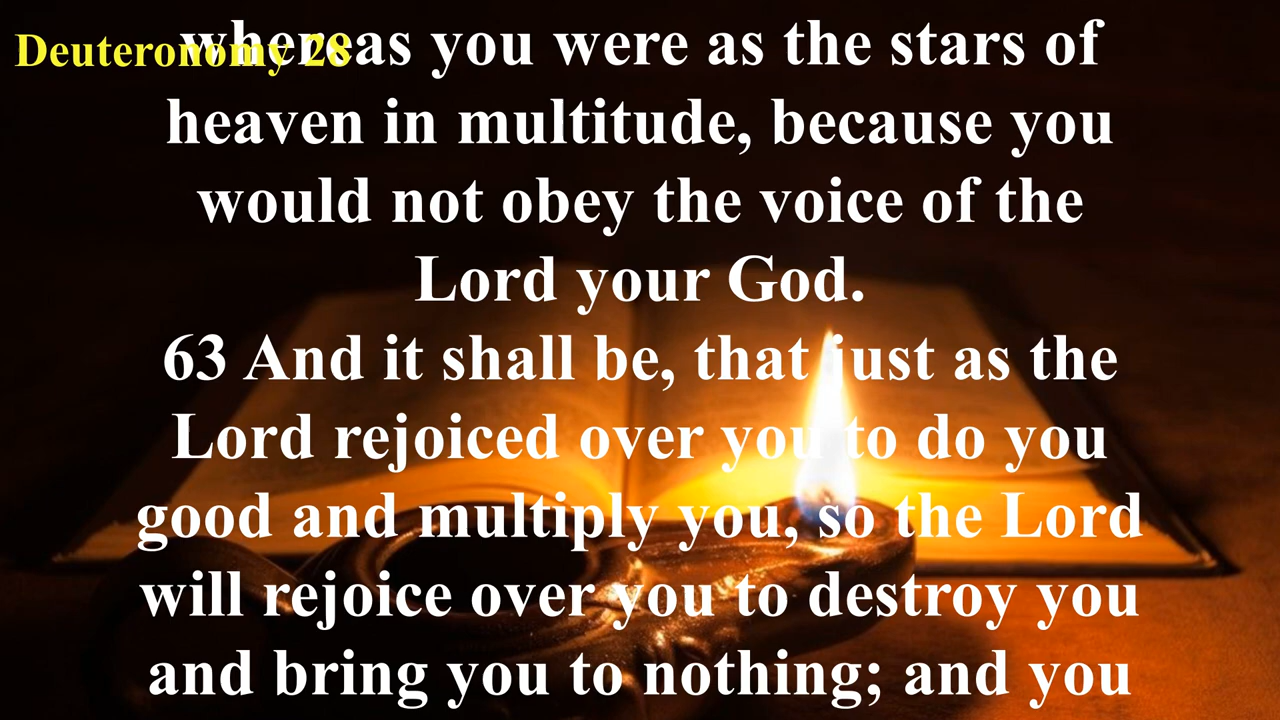 Deuteronomy 28
whereas you were as the stars of
heaven in multitude, because you
would not obey the voice of the
Lord your God.
63 And it shall be, that just as the
Lord rejoiced over you to do you
good and multiply you, so the Lord
will rejoice over you to destroy you
and bring you to nothing; and you